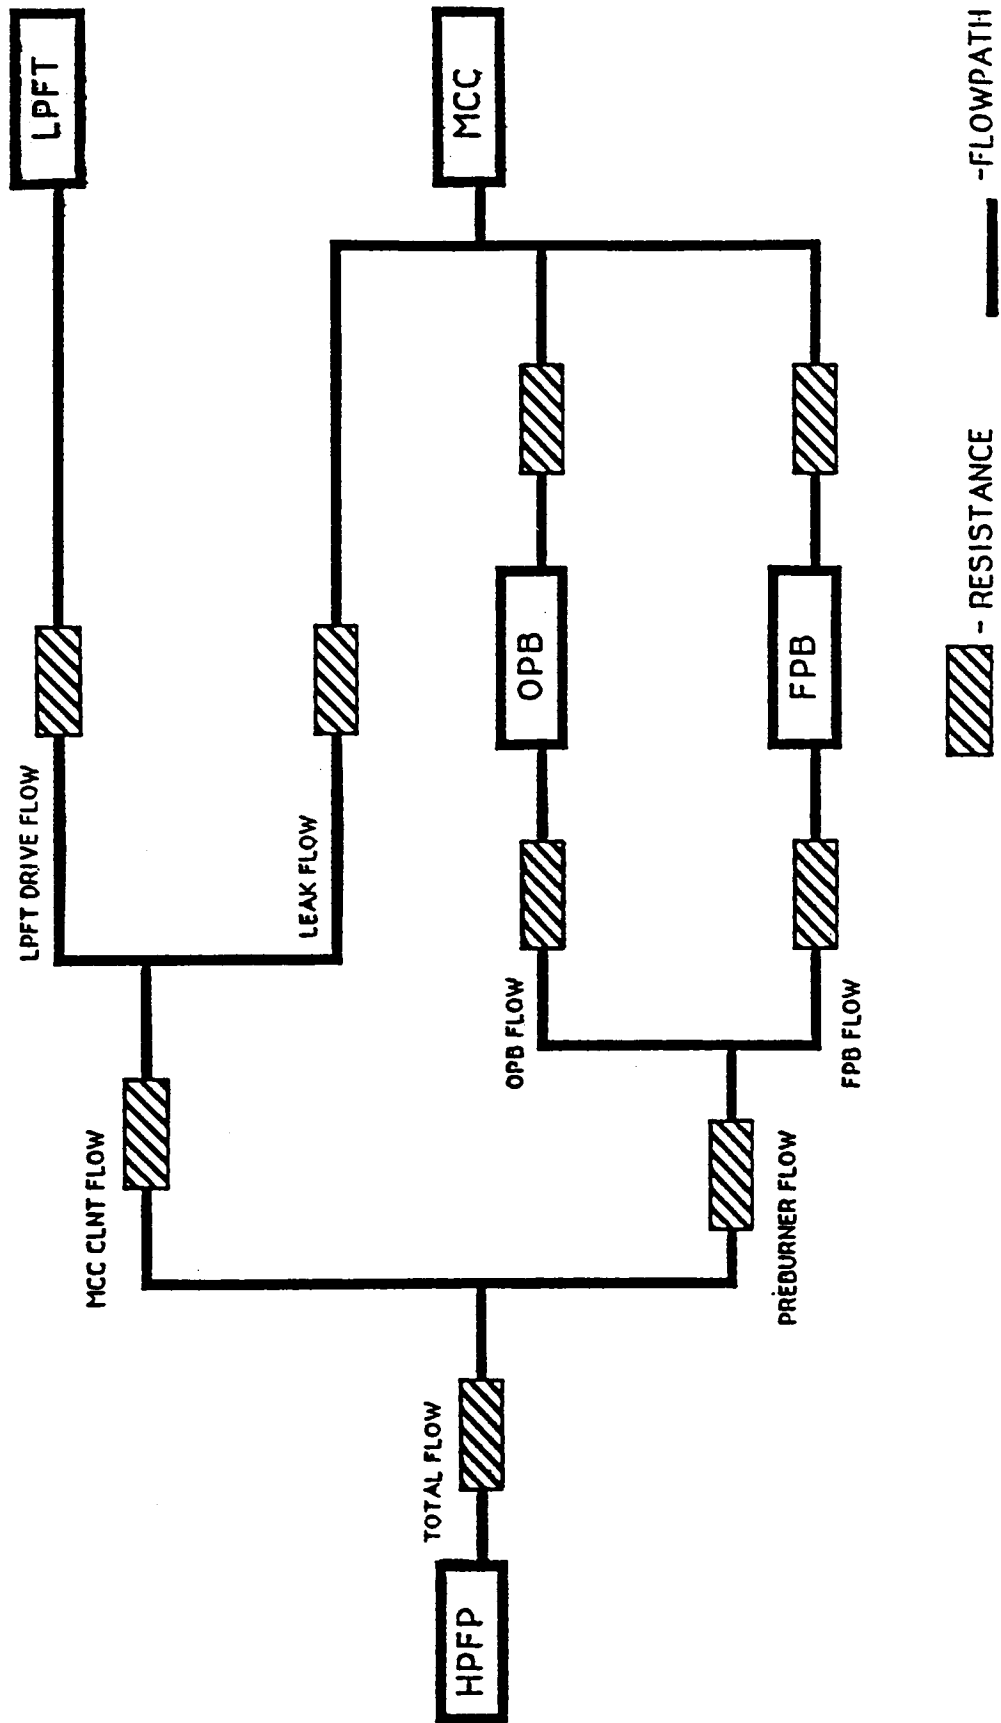 HPFP
TOTAL FLOW
MCC CLNT FLOW
PREBURNER FLOW
LPFT DRIVE FLOW
LEAK FLOW
OPB FLOW
FPB FLOW
OPB
FPB
LPFT
MCC
- RESISTANCE
-FLOWPATH